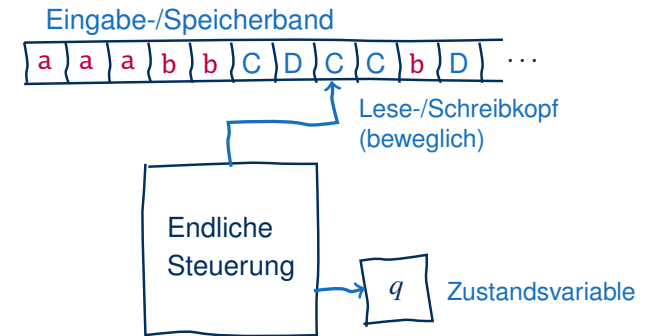 Eingabe-/Speicherband
a a a b b C D C C b D ...
Lese-/Schreibkopf
(beweglich)
Endliche
Steuerung
q
Zustandsvariable